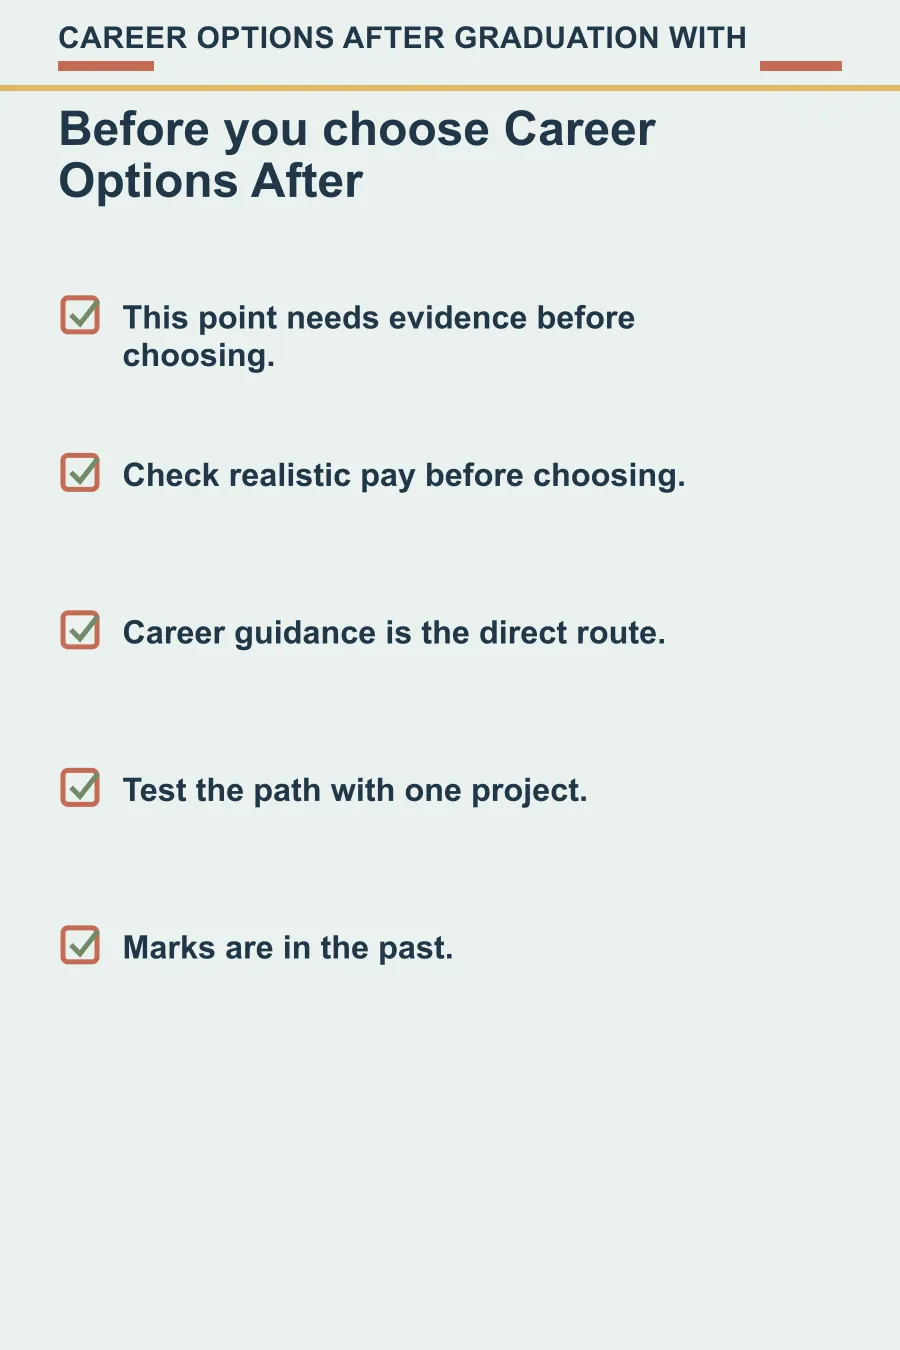 CAREER OPTIONS AFTER GRADUATION WITH
Before you choose Career
Options After
This point needs evidence before
choosing.
Check realistic pay before choosing.
Career guidance is the direct route.
Test the path with one project.
Marks are in the past.